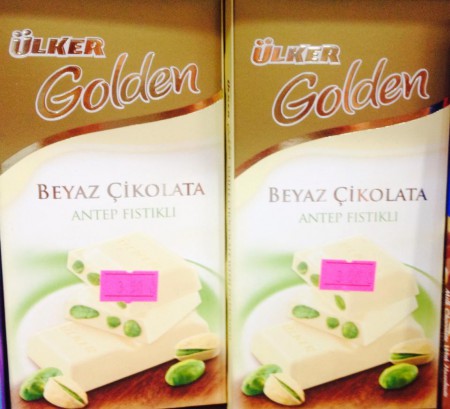 ÜLKER
Golden
BEYAZ ÇİKOLATA
ANTEP FISTIKLI
ÜLKER
Golden
BEYAZ ÇİKOLATA
ANTEP FISTIKLI